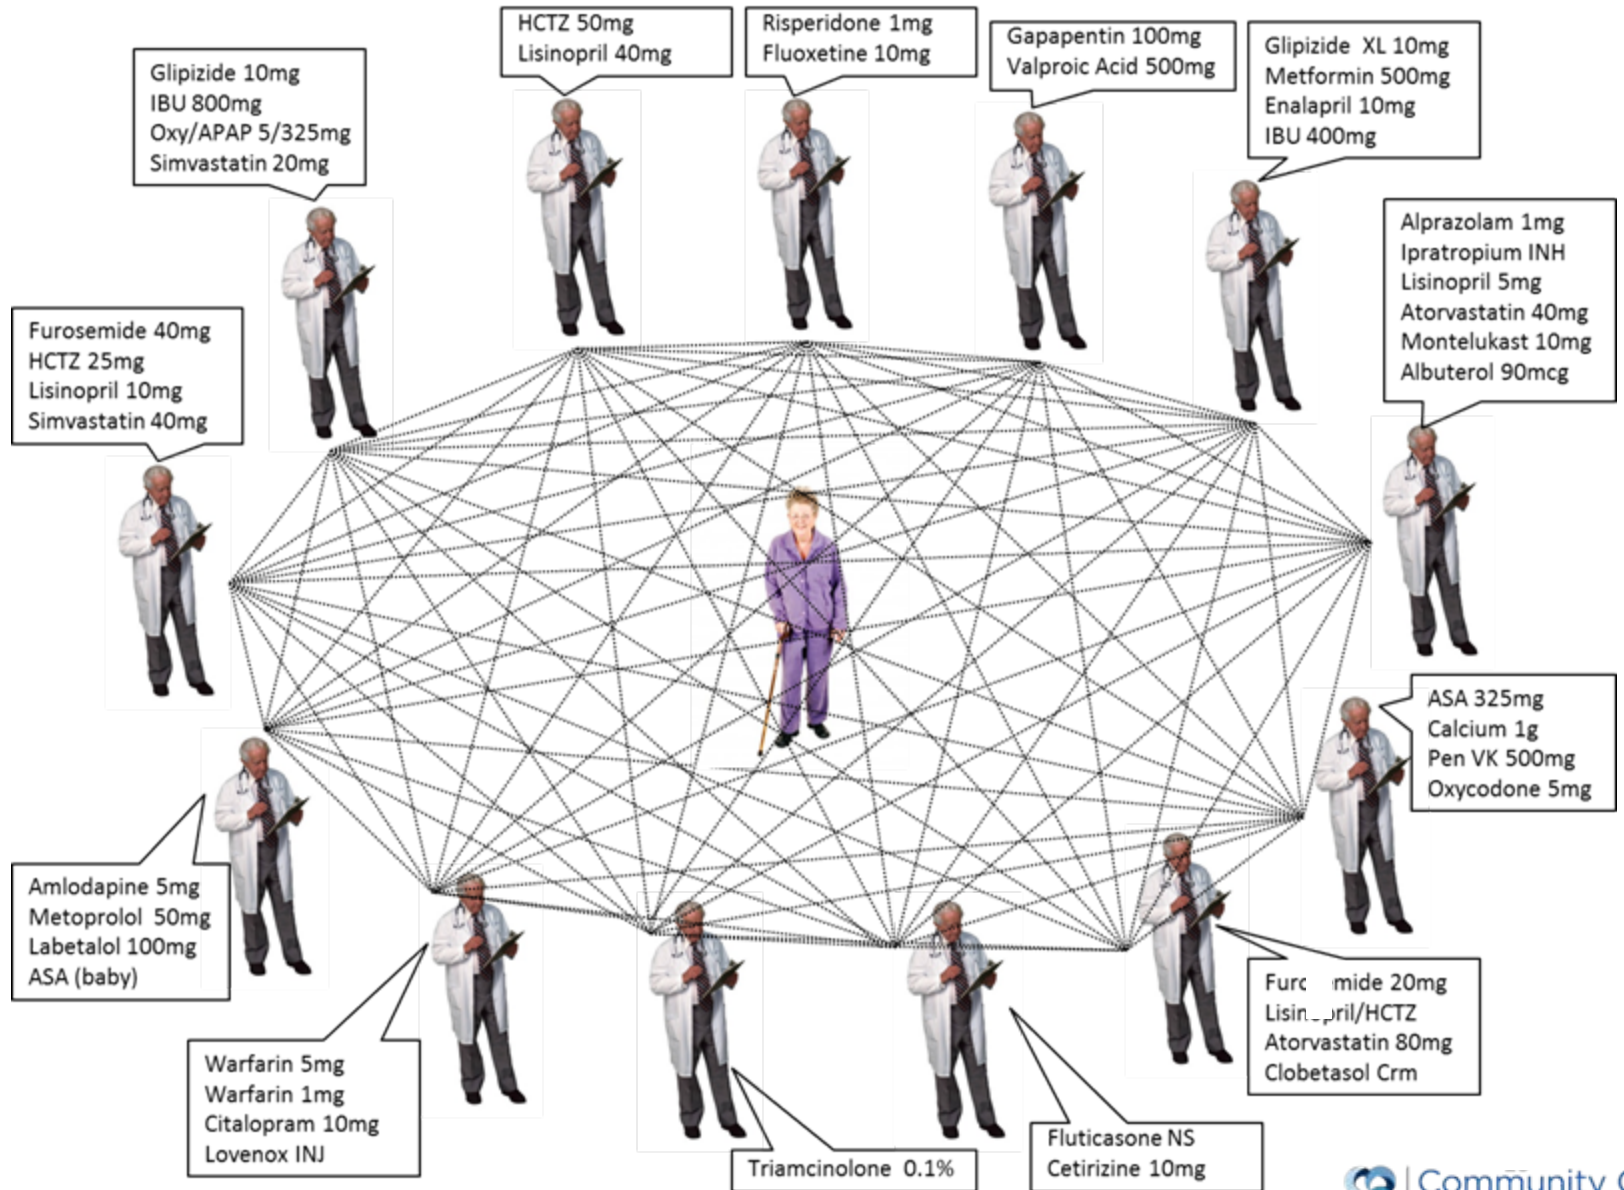 HCTZ 50mg
Lisinopril 40mg
Risperidone 1mg
Fluoxetine 10mg
Gapapentin 100mg
Valproic Acid 500mg
Glipizide XL 10mg
Metformin 500mg
Enalapril 10mg
IBU 400mg
Glipizide 10mg
IBU 800mg
Oxy/APAP 5/325mg
Simvastatin 20mg
Alprazolam 1mg
Ipratropium INH
Lisinopril 5mg
Atorvastatin 40mg
Montelukast 10mg
Albuterol 90mcg
Furosemide 40mg
HCTZ 25mg
Lisinopril 10mg
Simvastatin 40mg
ASA 325mg
Calcium 1g
Pen VK 500mg
Oxycodone 5mg
Amlodapine 5mg
Metoprolol 50mg
Labetalol 100mg
ASA (baby)
20mg
Atorvastatin 80mg
Clobetasol Crm
Warfarin 5mg
Warfarin 1mg
Citalopram 10mg
Lovenox INJ
Triamcinolone 0.1%
Fluticasone NS
Cetirizine 10mg
Community